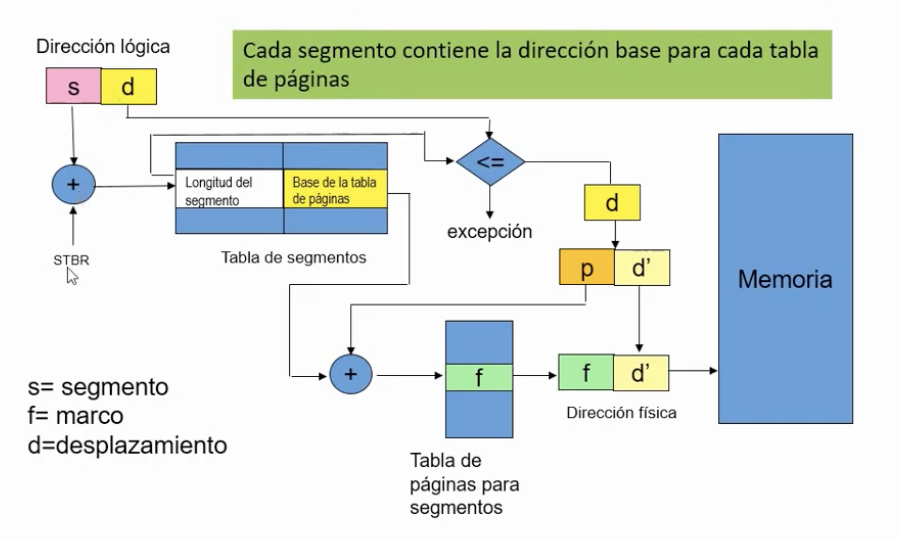 Dirección lógica
Cada segmento contiene la dirección base para cada tabla
de páginas
s d
<=
+
Longitud del
segmento
Base de la tabla
de páginas
d
excepción
STBR
Tabla de segmentos
p d'
Memoria
+
f
f d'
s= segmento
f= marco
d=desplazamiento
Dirección física
Tabla de
páginas para
segmentos